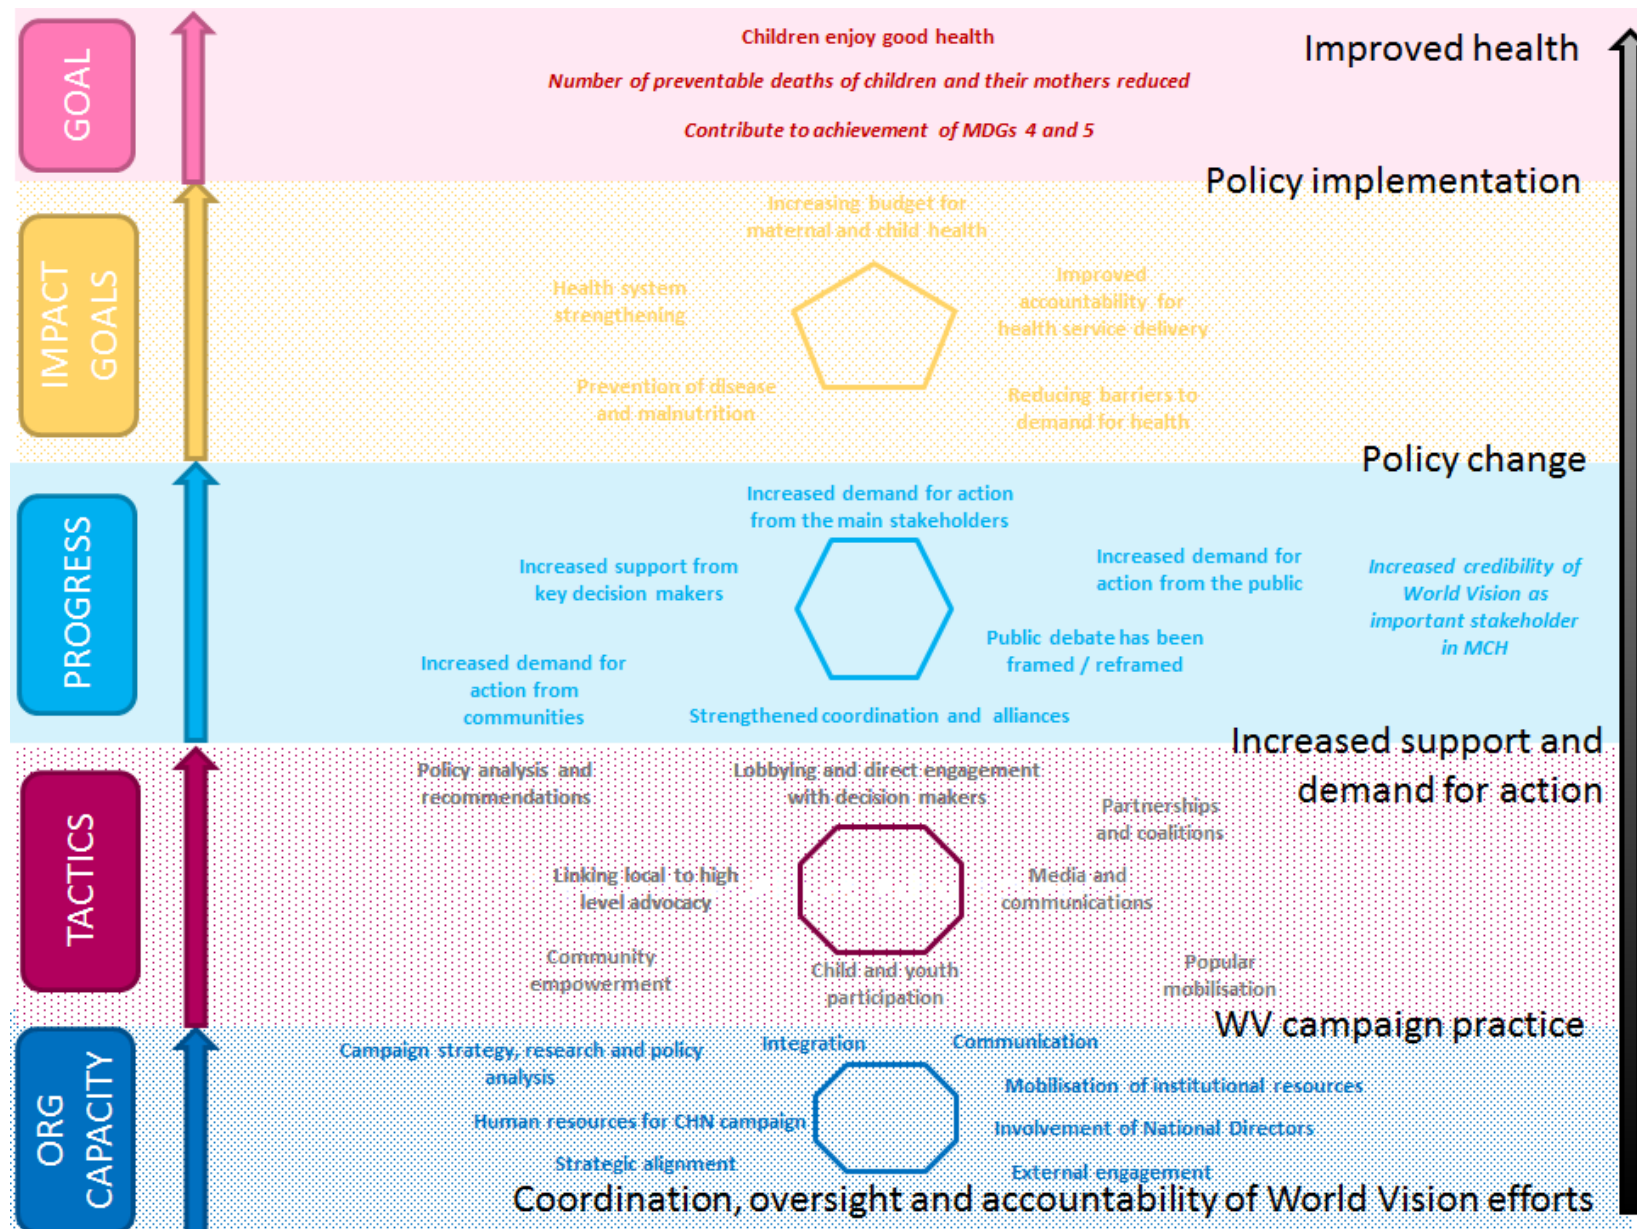 GOAL
Children enjoy good health
Number of preventable deaths of children and their mothers reduced
Contribute to achievement of MDGs 4 and 5
Improved health
Policy implementation
IMPACT
GOALS
Increasing budget for
maternal and child health
Health system
strengthening
Improved
accountability for
health service delivery
Prevention of disease
and malnutrition
Reducing barriers to
demand for health
Policy change
PROGRESS
Increased demand for action
from the main stakeholders
Increased support from
key decision makers
Increased demand for
action from the public
Increased credibility of
World Vision as
important stakeholder
in MCH
Public debate has been
framed / reframed
Increased demand for
action from
communities
Strengthened coordination and alliances
Increased support and
demand for action
TACTICS
Policy analysis and
recommendations
Lobbying and direct engagement
with decision makers
Partnerships
and coalitions
Linking local to high
level advocacy
Media and
communications
Community
empowerment
Child and youth
participation
Popular
mobilisation
WV campaign practice
ORG
CAPACITY
Campaign strategy, research and policy
analysis
Integration
Communication
Mobilisation of institutional resources
Human resources for CHN campaign
Involvement of National Directors
Strategic alignment
External engagement
Coordination, oversight and accountability of World Vision efforts